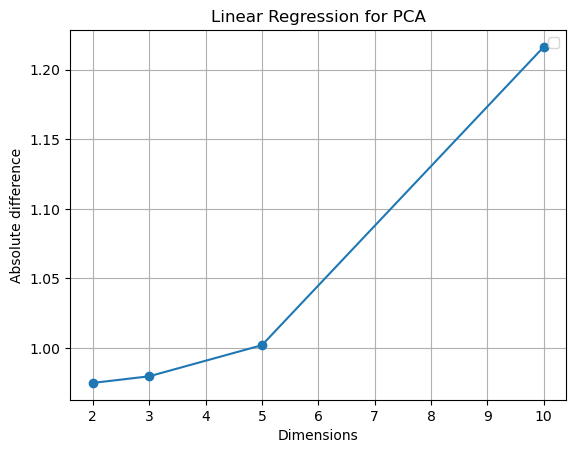 Linear Regression for PCA
Absolute difference
1.20
1.15
1.10
1.05
1.00
2 3 4 5 6 7 8 9 10
Dimensions